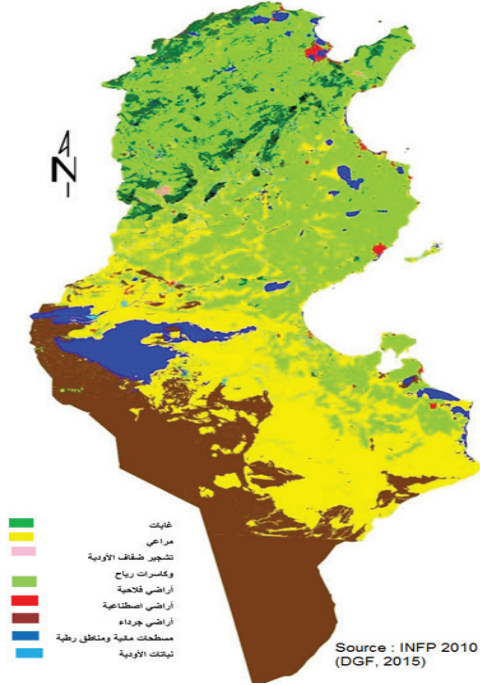 N
غابات
مراعي
تشجير ضفاف الأودية
وكاسرات رياح
أراضي فلاحية
أراضي اصطناعية
أراضي جرداء
مسطحات مائية ومناطق رطبة
نباتات الأودية
Source : INFP 2010
(DGF, 2015)